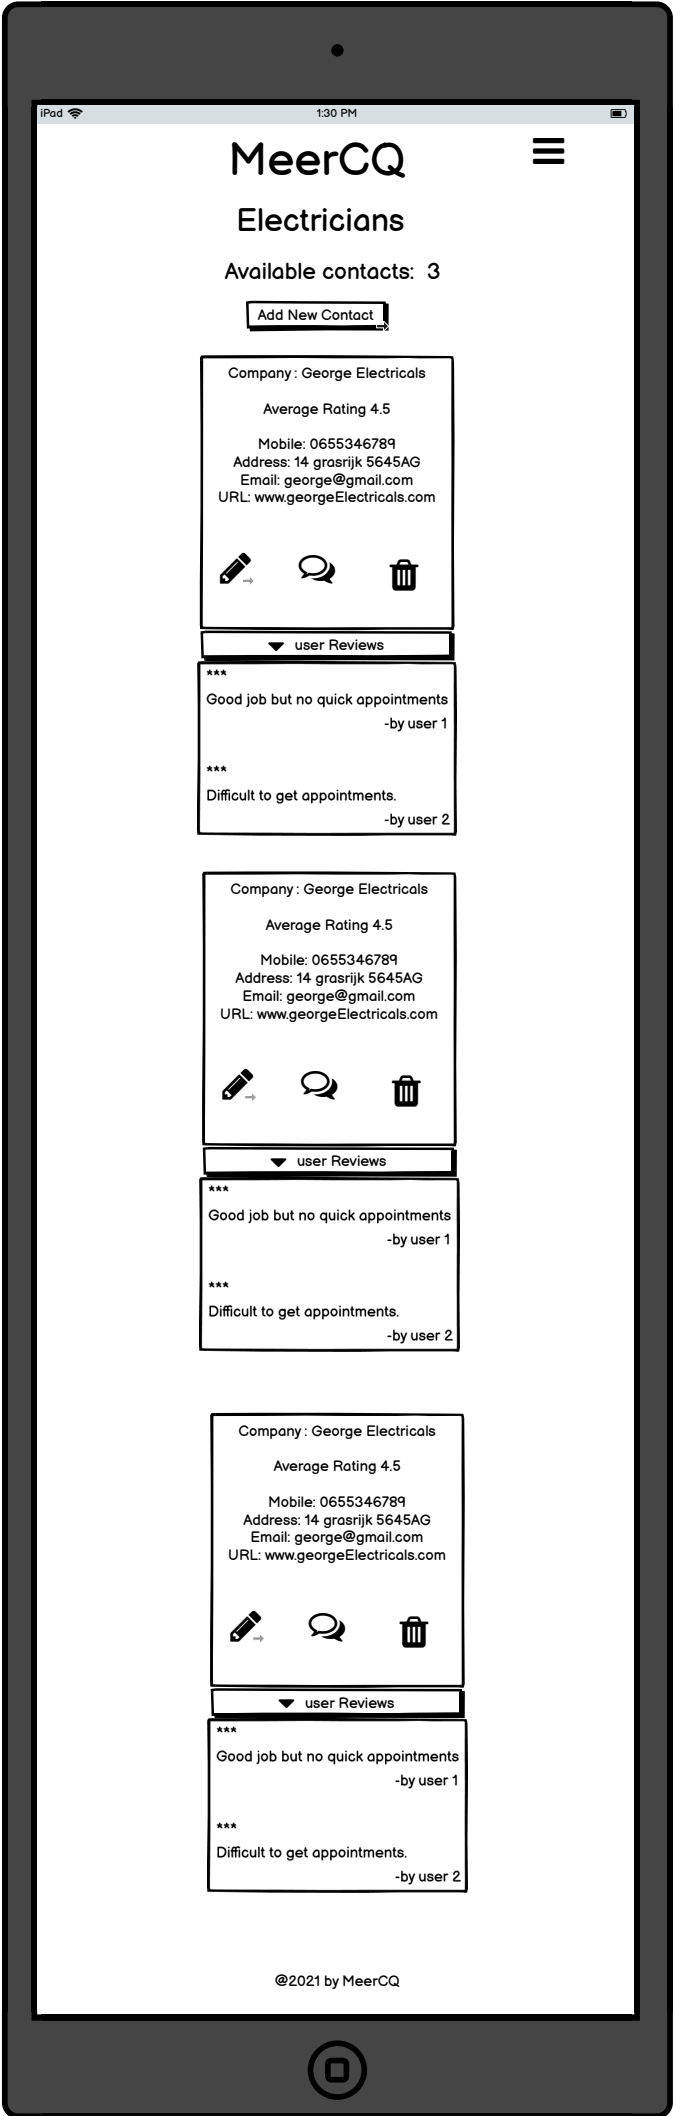 iPad 1:30 PM
MeerCQ
Electricians
Available contacts: 3
Add New Contact
Company : George Electricals
Average Rating 4.5
Mobile: 0655346789
Address: 14 grasrijk 5645AG
Email: george@gmail.com
URL: www.georgeElectricals.com
user Reviews
***
Good job but no quick appointments
-by user 1
***
Difficult to get appointments.
-by user 2
Company : George Electricals
Average Rating 4.5
Mobile: 0655346789
Address: 14 grasrijk 5645AG
Email: george@gmail.com
URL: www.georgeElectricals.com
user Reviews
***
Good job but no quick appointments
-by user 1
***
Difficult to get appointments.
-by user 2
Company : George Electricals
Average Rating 4.5
Mobile: 0655346789
Address: 14 grasrijk 5645AG
Email: george@gmail.com
URL: www.georgeElectricals.com
user Reviews
***
Good job but no quick appointments
-by user 1
***
Difficult to get appointments.
-by user 2
@2021 by MeerCQ